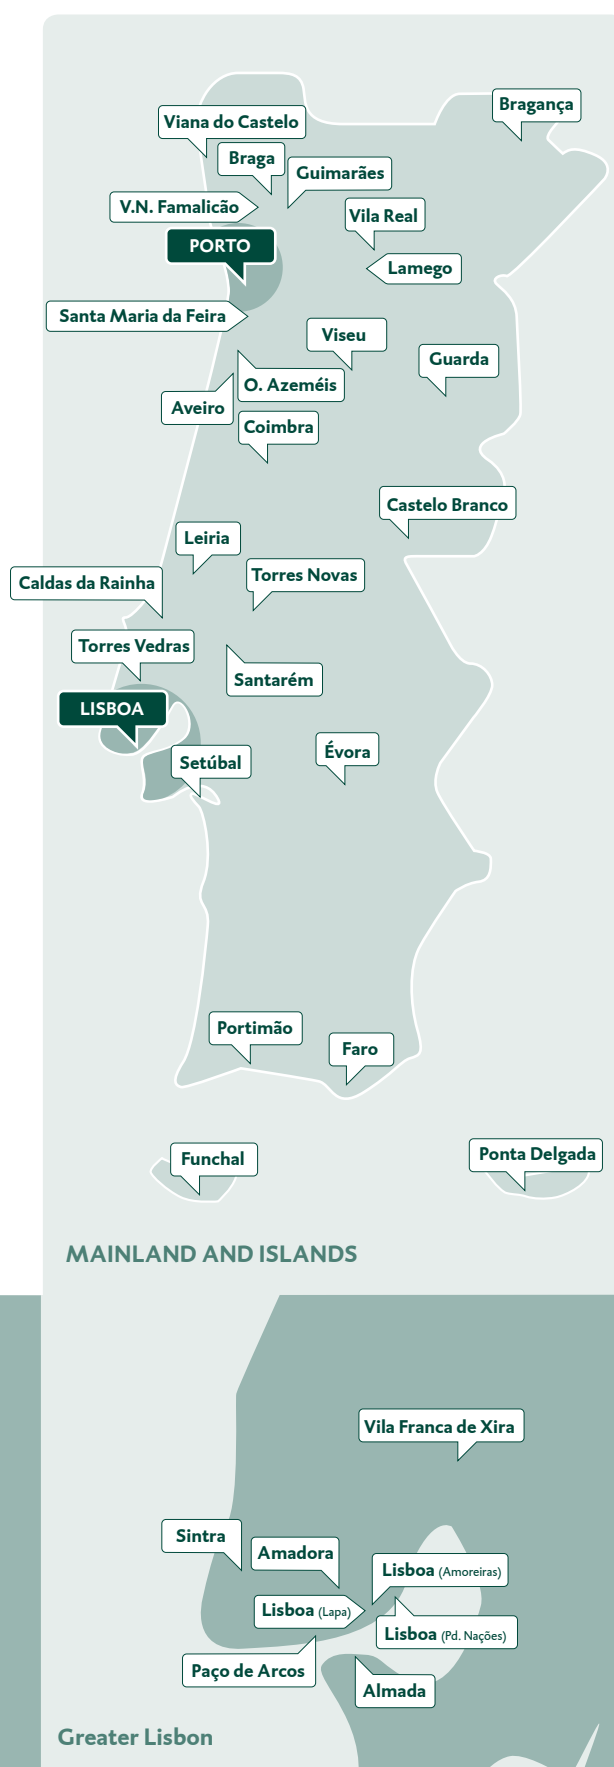 Bragança
Viana do Castelo
Braga
Guimarães
V.N. Famalicão
Vila Real
PORTO
Lamego
Santa Maria da Feira
Viseu
Guarda
O. Azeméis
Aveiro
Coimbra
Castelo Branco
Leiria
Torres Novas
Caldas da Rainha
Torres Vedras
Santarém
LISBOA
Évora
Setúbal
Portimão
Faro
Funchal
Ponta Delgada
MAINLAND AND ISLANDS
Vila Franca de Xira
Sintra
Amadora
Lisboa (Amoreiras)
Lisboa (Lapa)
Lisboa (Pd. Nações)
Paço de Arcos
Almada
Greater Lisbon